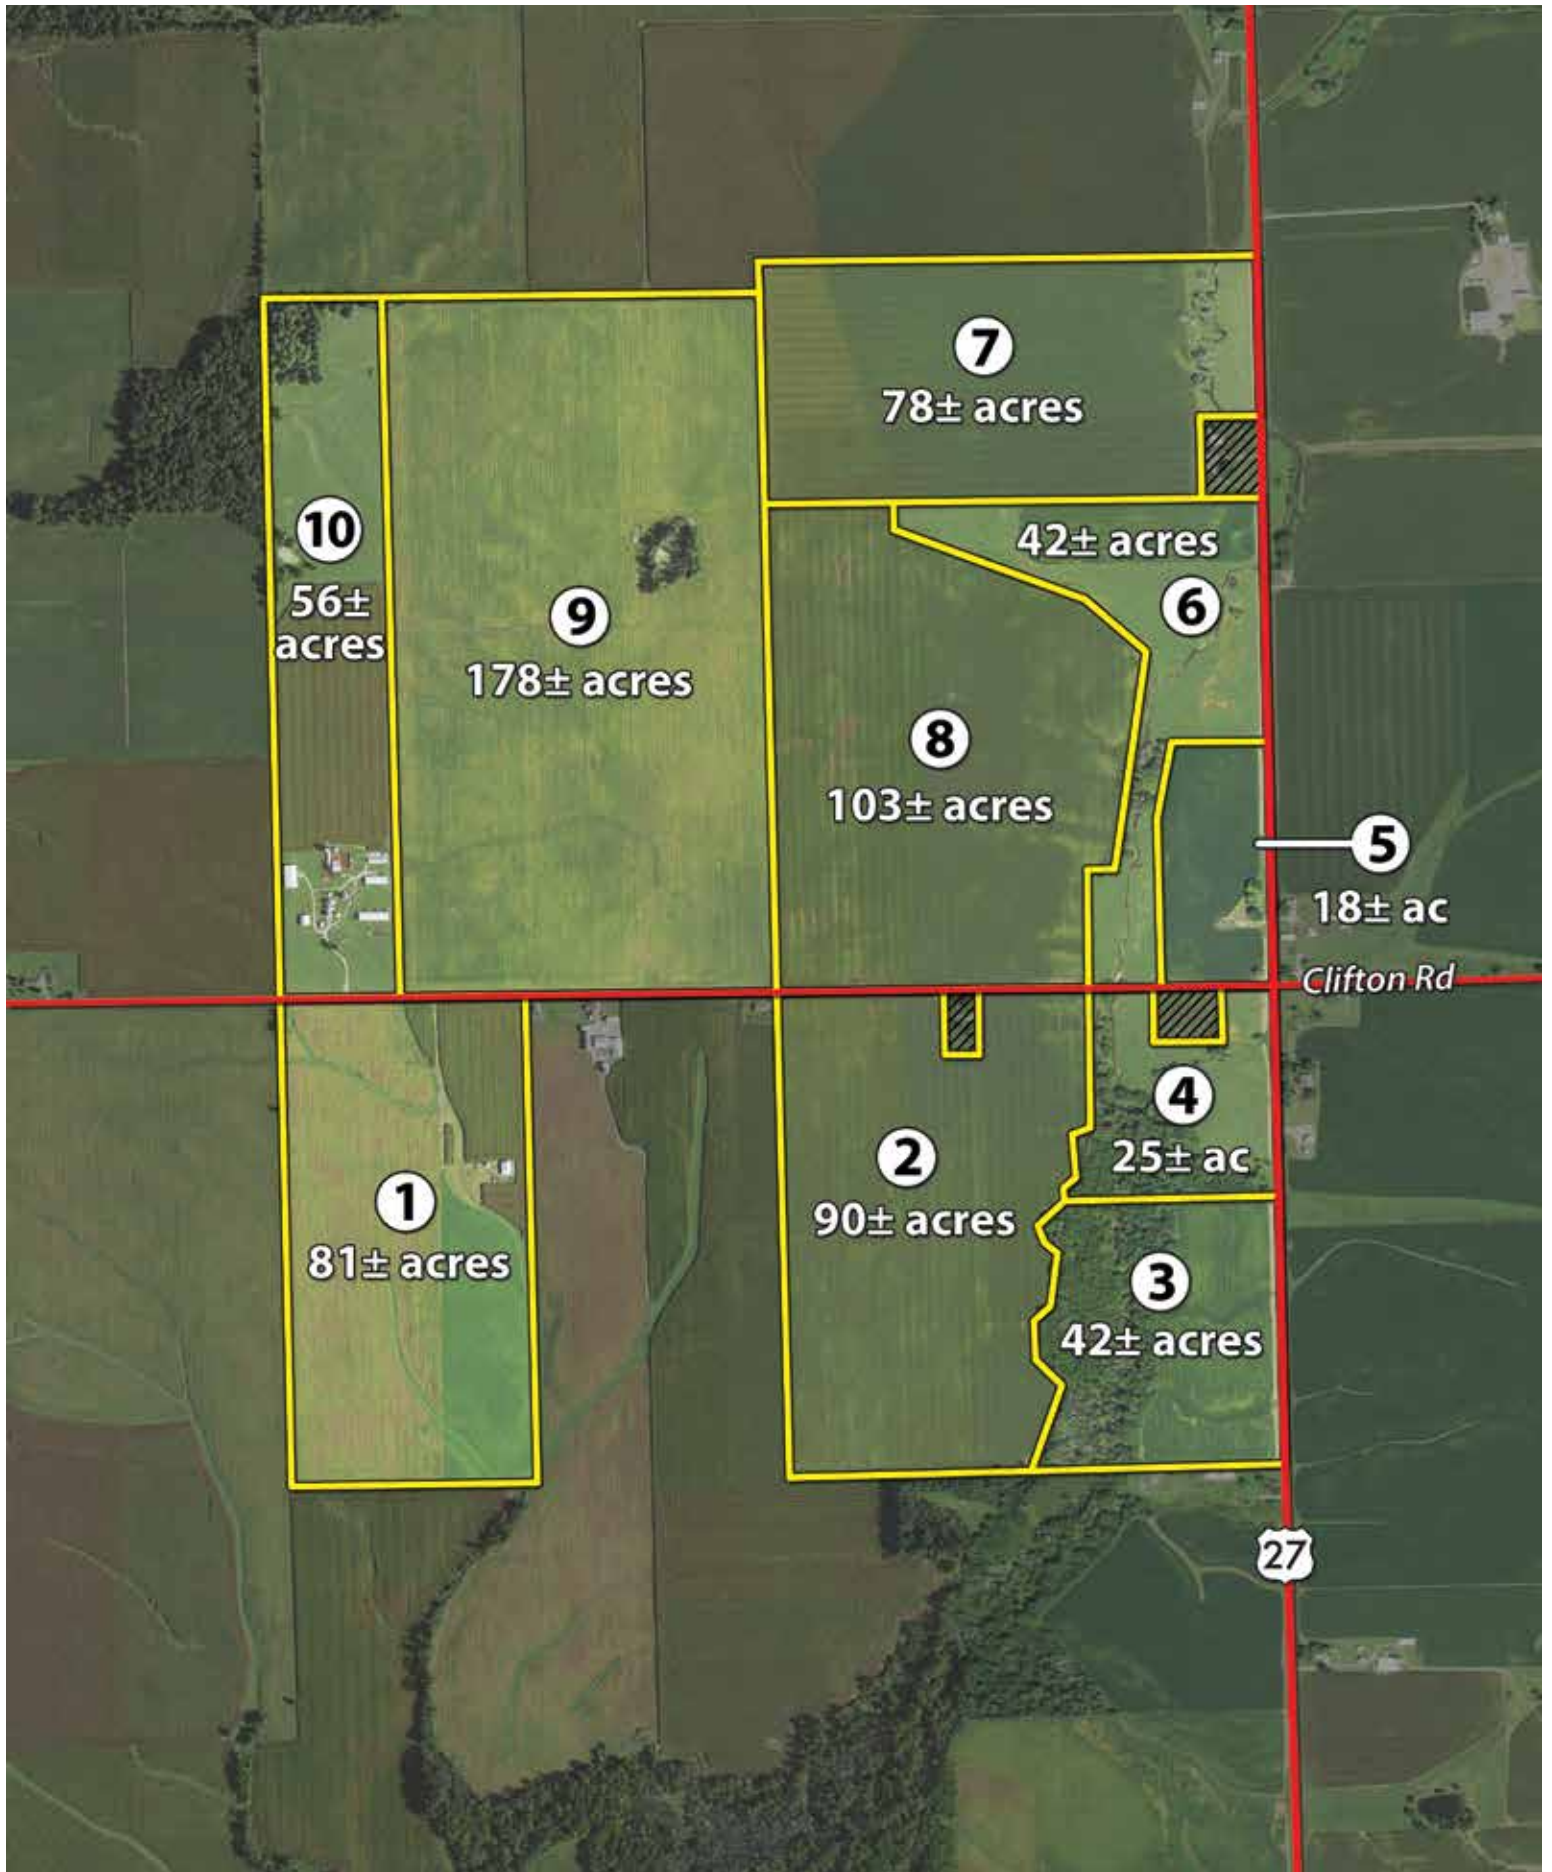 7
78± acres
42± acres
6
10
56±
acres
9
178± acres
8
103± acres
5
18± ac
Clifton Rd
4
25± ac
2
90± acres
1
81± acres
3
42± acres
27